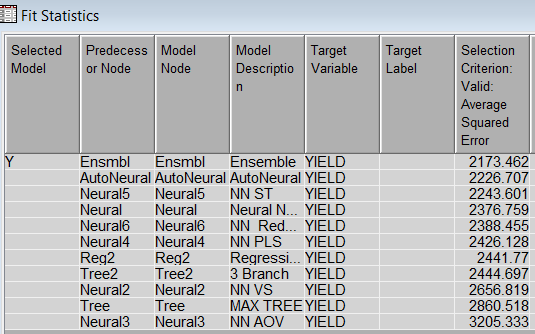 Fit Statistics
Selected Model Predecess or Node Model Node Model Descriptio n Target Variable Target Label Selection Criterion: Valid: Average Squared Error
Y Ensmbl Ensmbl Ensemble YIELD 2173.462
AutoNeural AutoNeural AutoNeural YIELD 2226.707
Neural5 Neural5 NN ST YIELD 2243.601
Neural Neural Neural N... YIELD 2376.759
Neural6 Neural6 NN Red... YIELD 2388.455
Neural4 Neural4 NN PLS YIELD 2426.128
Reg2 Reg2 Regressi... YIELD 2441.77
Tree2 Tree2 3 Branch YIELD 2444.697
Neural2 Neural2 NN VS YIELD 2656.819
Tree Tree MAX TREE YIELD 2860.518
Neural3 Neural3 NN AOV YIELD 3205.333